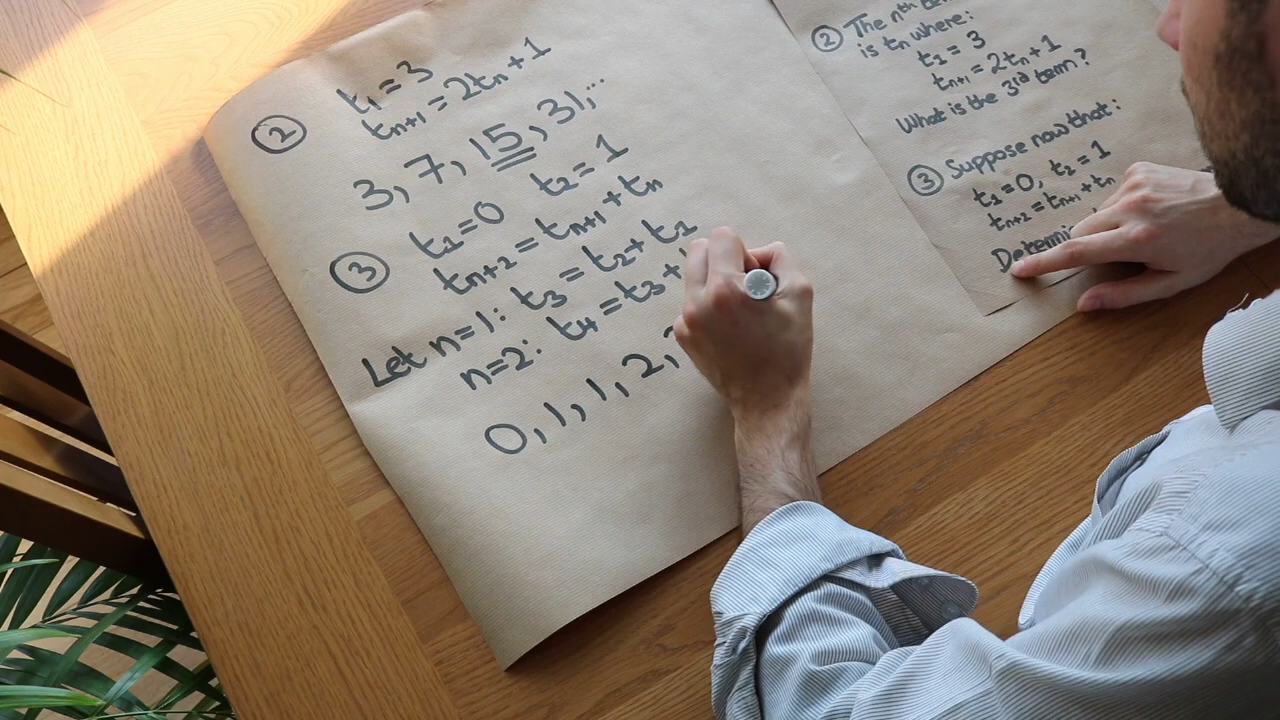 ② t₁ = 3
tₙ₊₁ = 2tₙ + 1
3, 7, 15, 31, ...
③ t₁ = 0 t₂ = 1
tₙ₊₂ = tₙ₊₁ + tₙ
Let n=1: t₃ = t₂ + t₁
n=2: t₄ = t₃ +
0, 1, 1, 2,
② The nᵗʰ
is tₙ where:
t₁ = 3
tₙ₊₁ = 2tₙ + 1
What is the 3ʳᵈ term?
③ Suppose now that:
t₁ = 0, t₂ = 1
tₙ₊₂ = tₙ₊₁ + tₙ